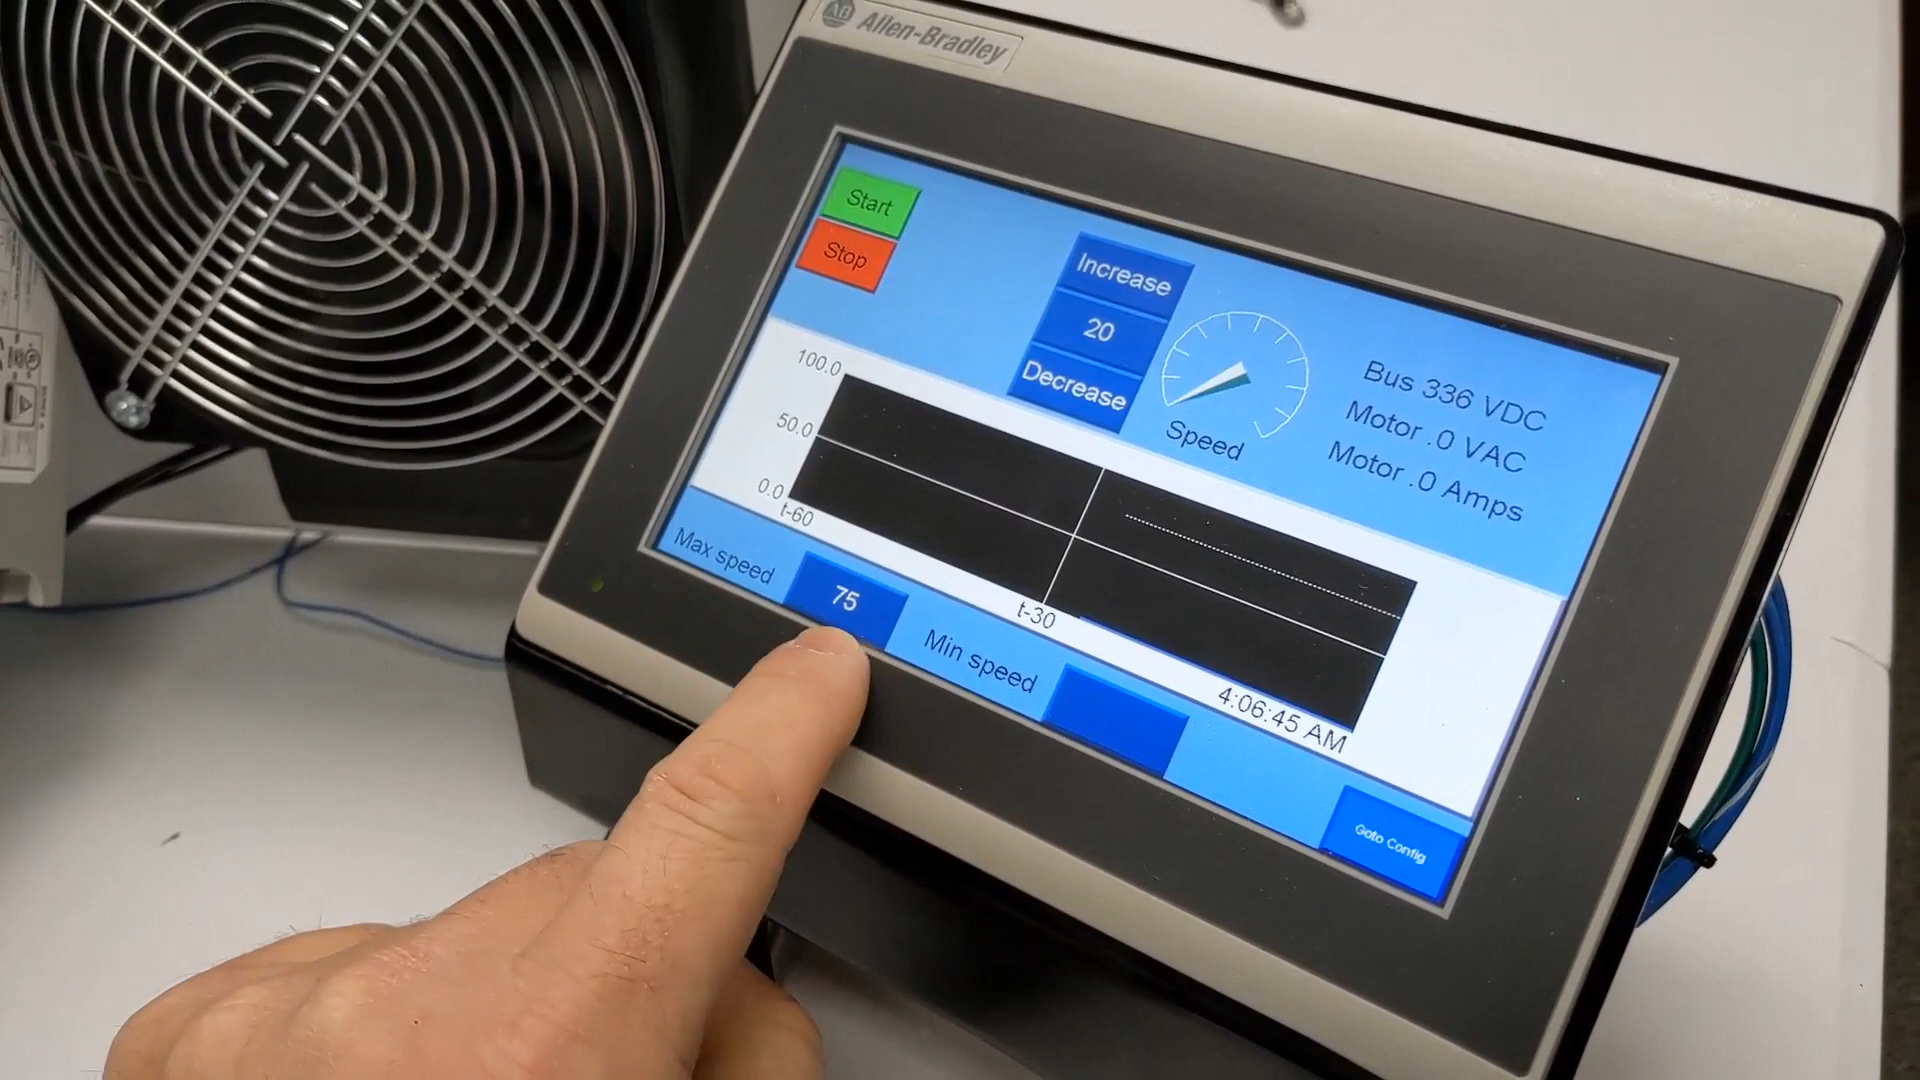 AB Allen-Bradley
Start
Stop
Increase
20
Decrease
Speed
Bus 336 VDC
Motor .0 VAC
Motor .0 Amps
100.0
50.0
0.0
t-60
t-30
4:06:45 AM
Max speed
75
Min speed
Goto Config